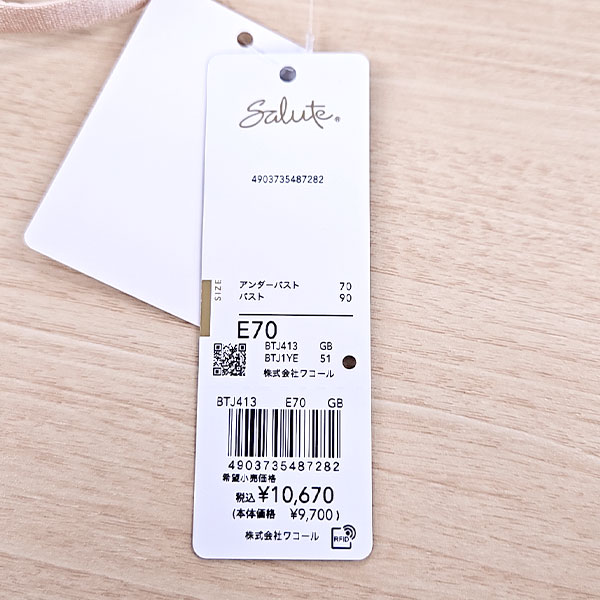 Salute®
4903735487282
SIZE
アンダーバスト 70
バスト 90
E70
BTJ413 GB
BTJ1YE 51
株式会社ワコール
BTJ413 E70 GB
4903735487282
希望小売価格
税込 ¥10,670
(本体価格 ¥9,700)
株式会社ワコール
RFID